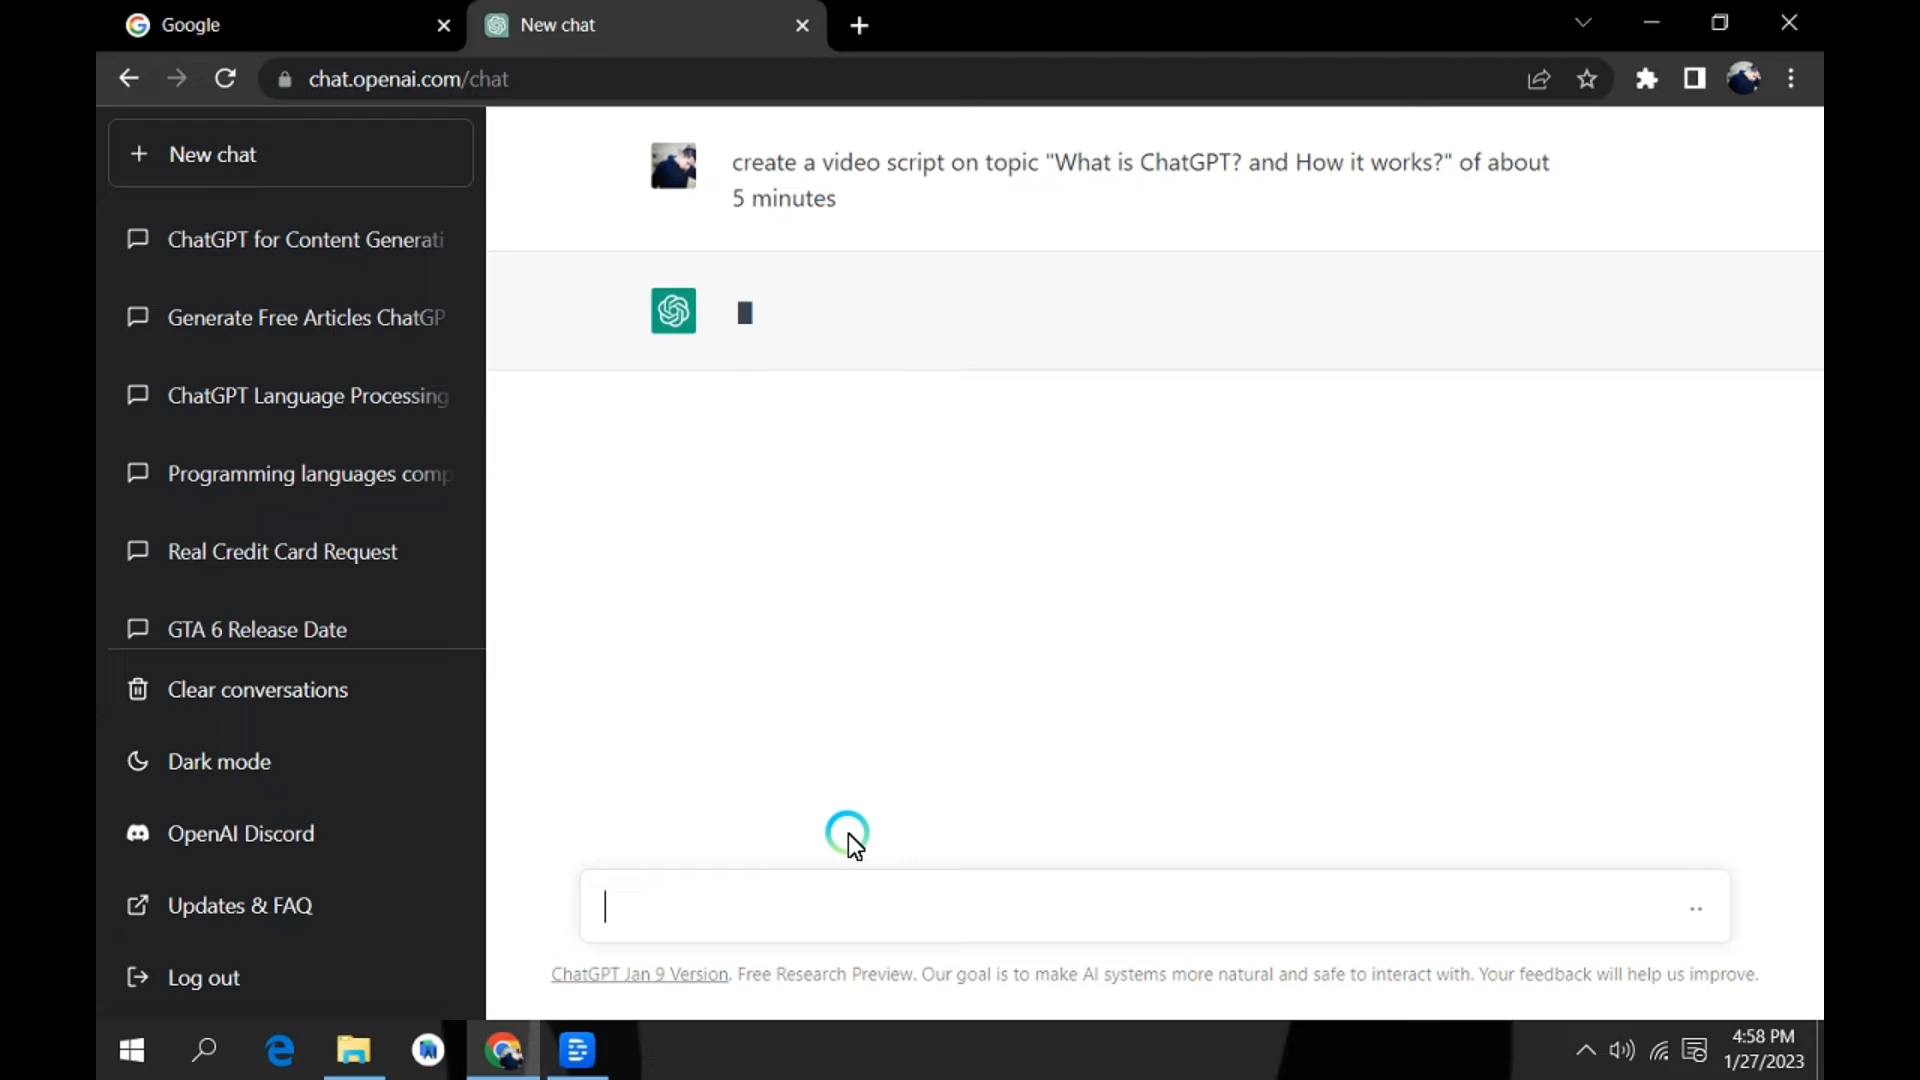 Google
New chat
chat.openai.com/chat
New chat
create a video script on topic "What is ChatGPT? and How it works?" of about
5 minutes
ChatGPT for Content Generati
Generate Free Articles ChatGP
ChatGPT Language Processing
Programming languages comp
Real Credit Card Request
GTA 6 Release Date
Clear conversations
Dark mode
OpenAI Discord
Updates & FAQ
Log out
ChatGPT Jan 9 Version. Free Research Preview. Our goal is to make AI systems more natural and safe to interact with. Your feedback will help us improve.
4:58 PM
1/27/2023